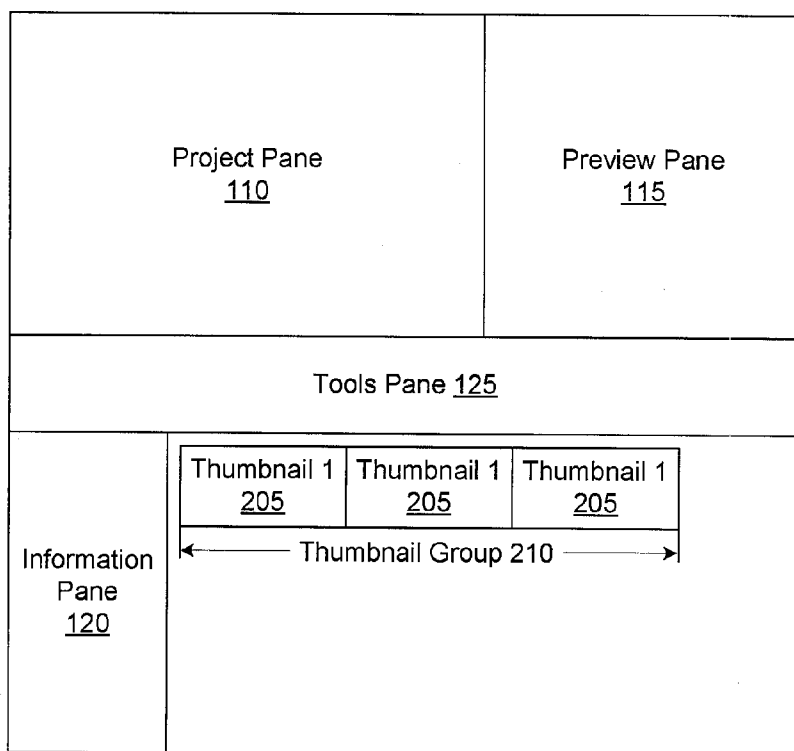 Project Pane
110
Preview Pane
115
Tools Pane 125
Thumbnail 1
205
Thumbnail 1
205
Thumbnail 1
205
Thumbnail Group 210
Information
Pane
120